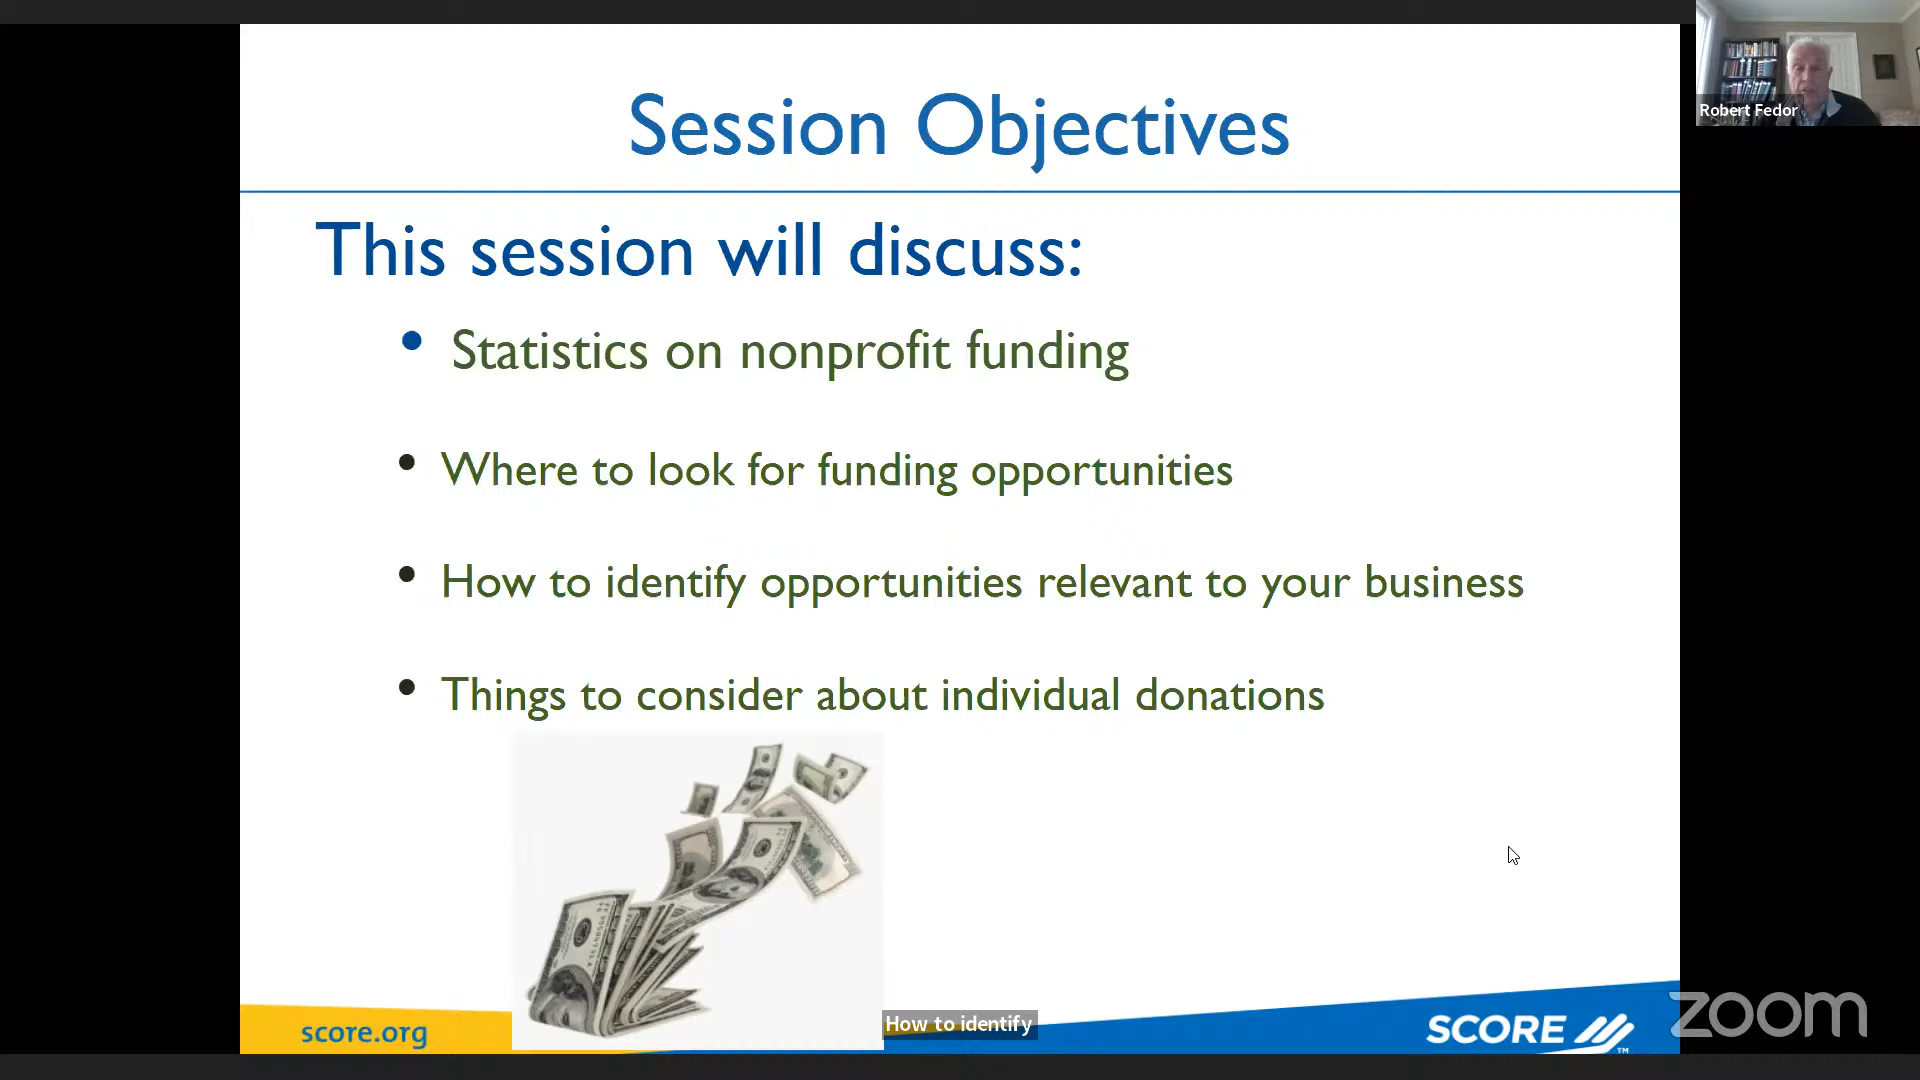 Session Objectives
Robert Fedor
This session will discuss:
• Statistics on nonprofit funding
• Where to look for funding opportunities
• How to identify opportunities relevant to your business
• Things to consider about individual donations
score.org
How to identify
SCORE
TM
zoom